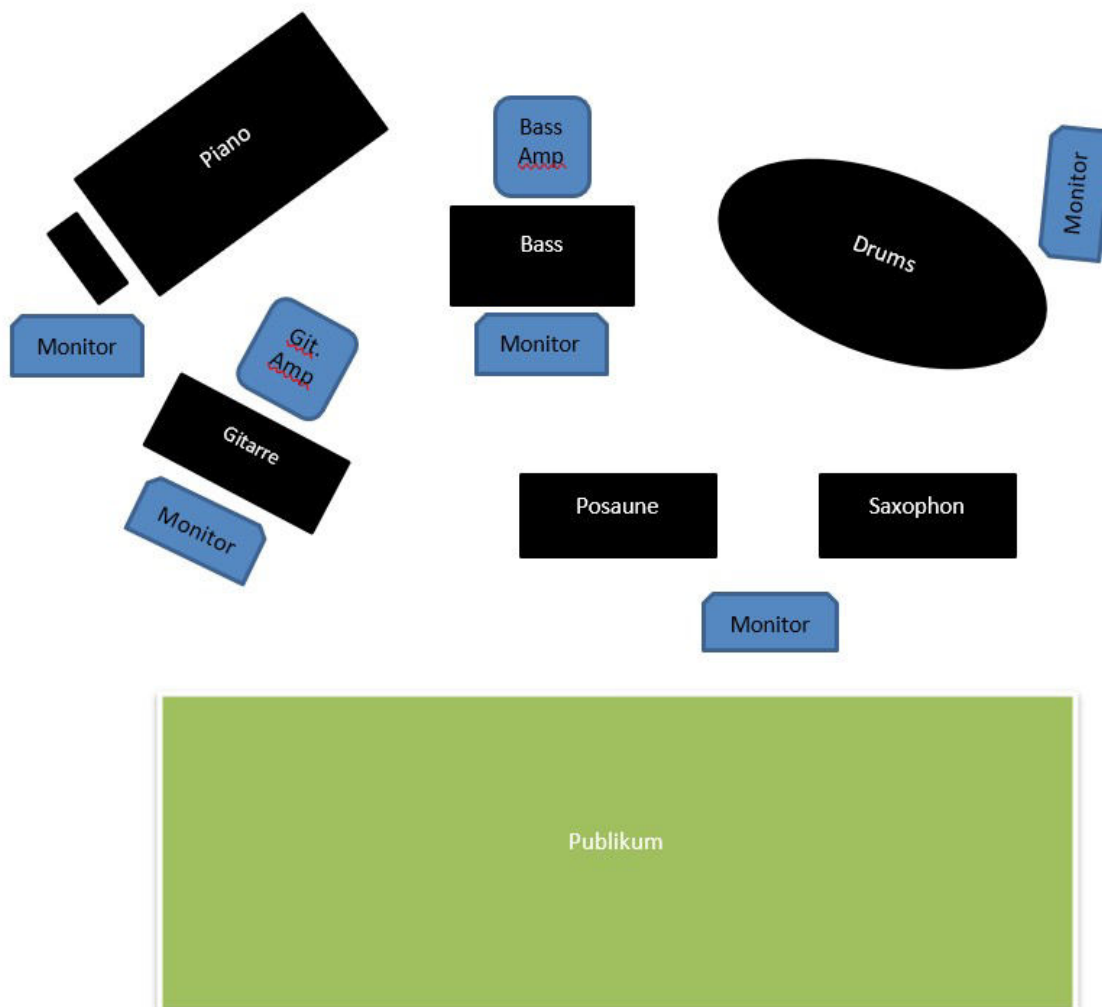 Piano
Bass
Amp
Monitor
Bass
Drums
Monitor
Git.
Amp
Monitor
Gitarre
Monitor
Posaune
Saxophon
Monitor
Publikum